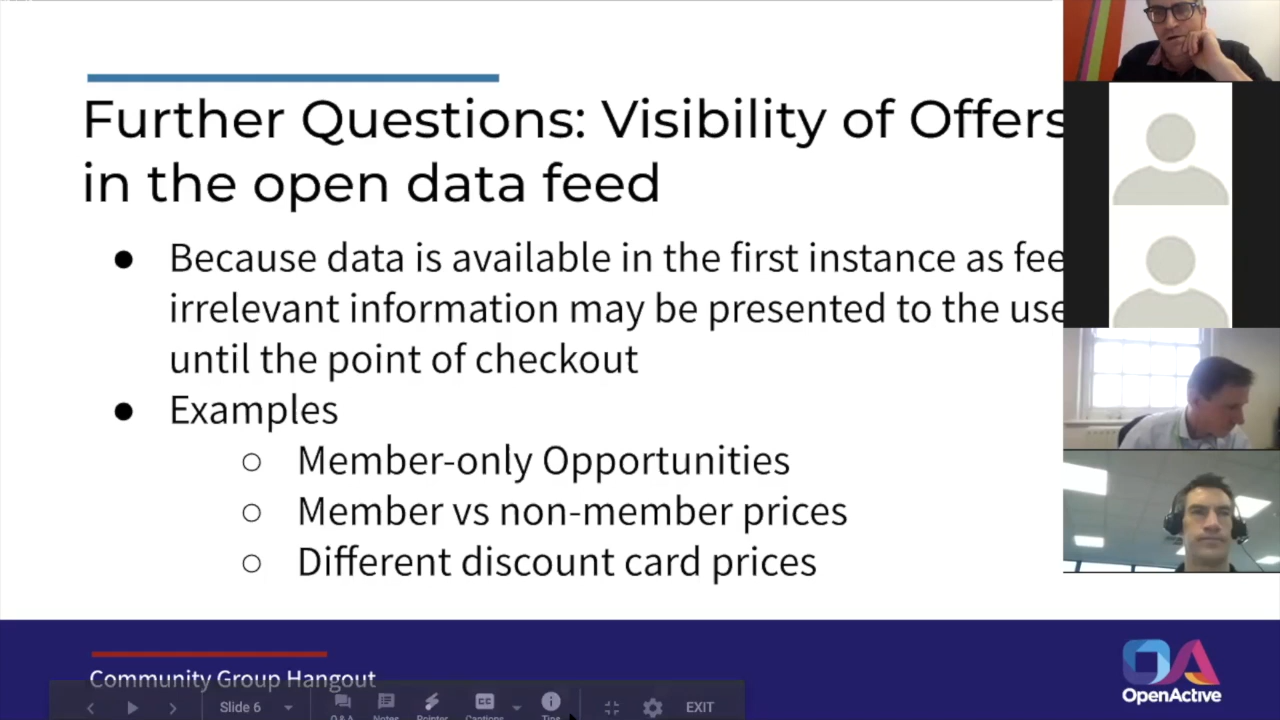 Further Questions: Visibility of Offers
in the open data feed
● Because data is available in the first instance as fee
irrelevant information may be presented to the use
until the point of checkout
● Examples
○ Member-only Opportunities
○ Member vs non-member prices
○ Different discount card prices
Community Group Hangout
OpenActive
Slide 6
Q&A Notes Pointer Captions Tips
EXIT